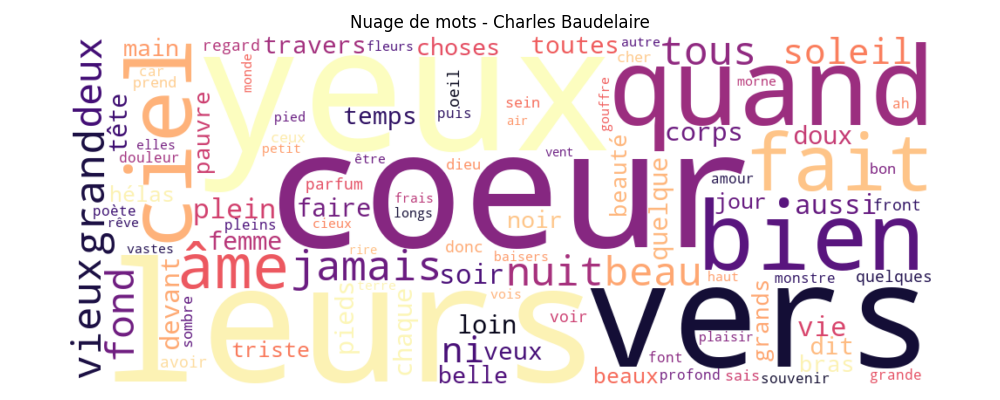 Nuage de mots - Charles Baudelaire
main
regard
travers
fleurs
choses
toutes
autre
cher
tous
soleil
ciel
yeux
quand
car
prend
monde
oeil
puis
sein
air
gouffre
morne
ah
deux
tête
pauvre
pied
temps
corps
doux
fait
elles
douleur
ceux
petit
être
coeur
dieu
vent
beauté
quelque
amour
bon
grand
hélas
parfum
frais
longs
poète
rêve
plein
pleins
faire
cieux
noir
jour
aussi
front
bien
vastes
femme
rire
donc
baisers
vieux
fond
devant
sombre
âme
jamais
soir
nuit
beau
haut
monstre
quelques
leurs
terre
pieds
chaque
vois
voir
vers
grands
plaisir
vie
dit
bras
avoir
triste
loin
ni
veux
belle
beaux
font
profond
sais
souvenir
grande